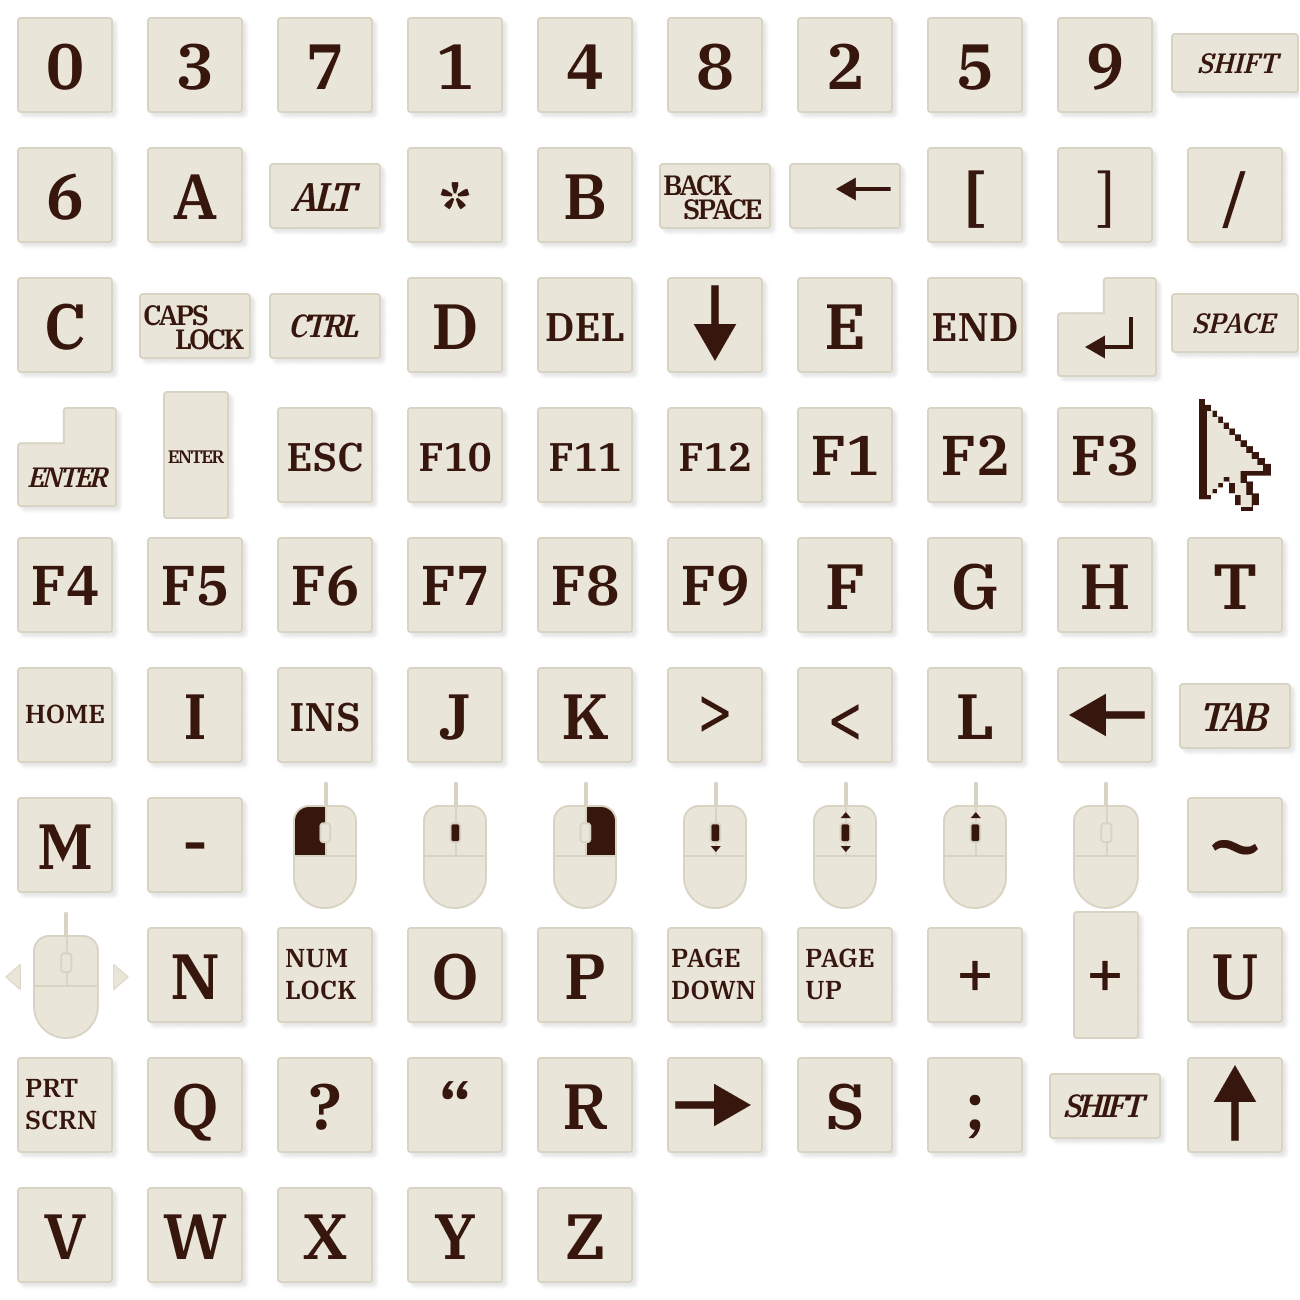 0 3 7 1 4 8 2 5 9 SHIFT
6 A ALT * B BACK SPACE ← [ ] /
C CAPS LOCK CTRL D DEL ↓ E END ↵ SPACE
ENTER ENTER ESC F10 F11 F12 F1 F2 F3
F4 F5 F6 F7 F8 F9 F G H T
HOME I INS J K > < L ← TAB
M - ~
N NUM LOCK O P PAGE DOWN PAGE UP + + U
PRT SCRN Q ? “ R → S ; SHIFT ↑
V W X Y Z